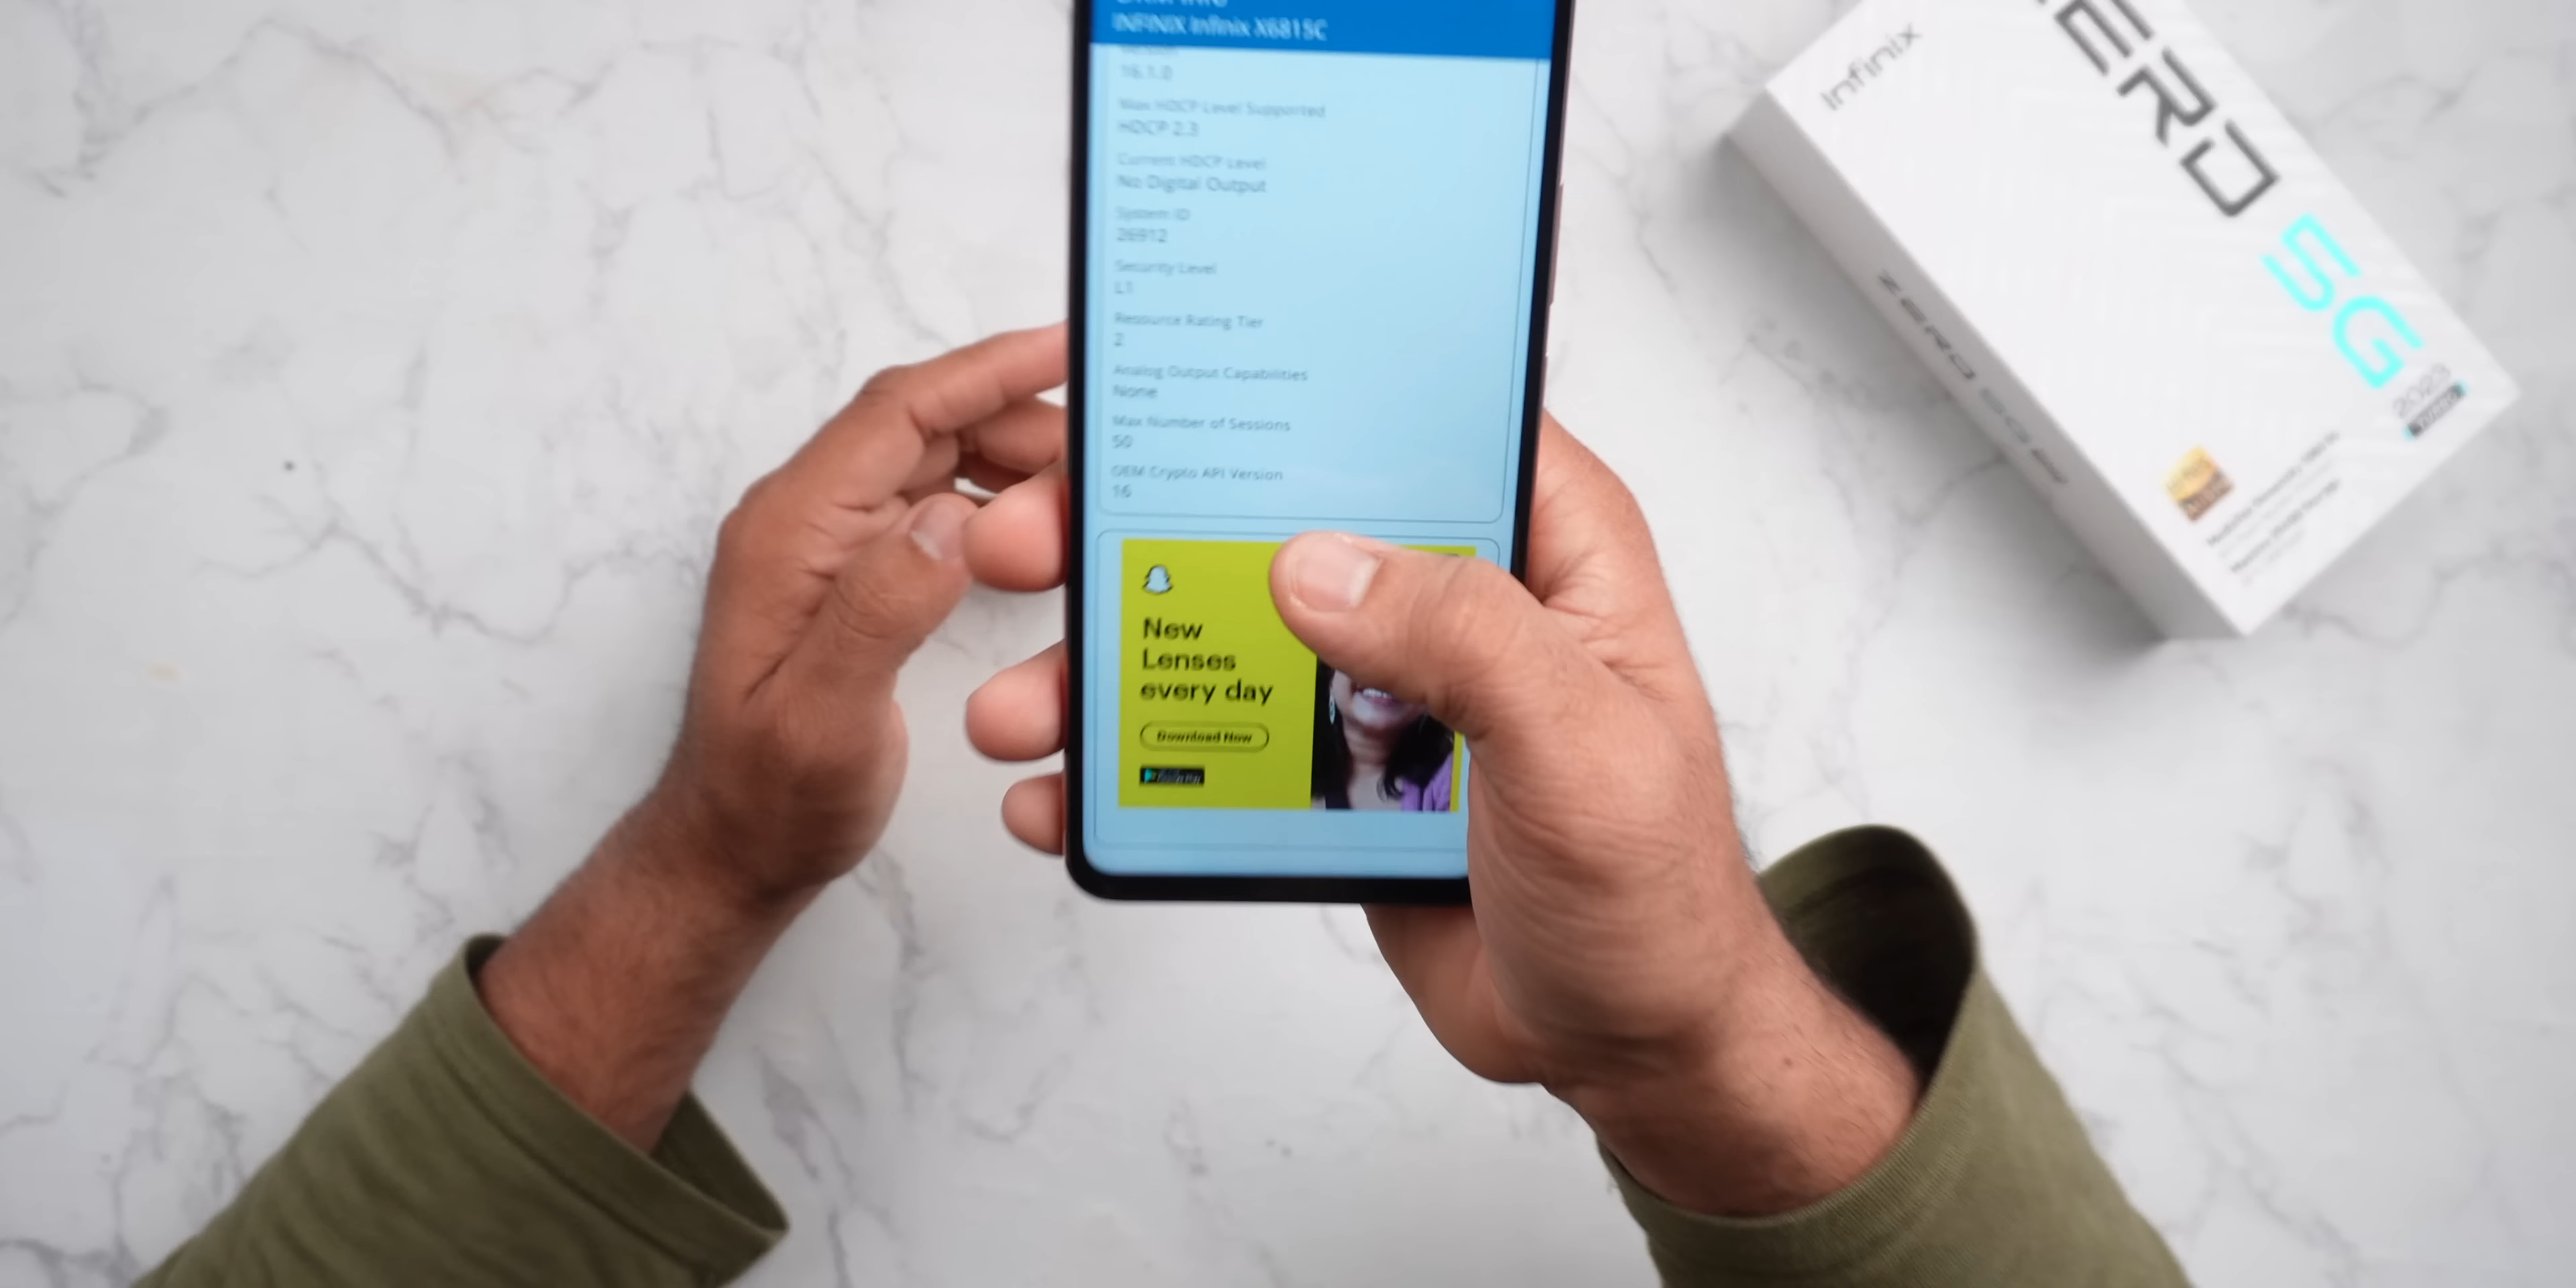 INFINIX Infinix X6815C
16.1.0
Max HDCP Level Supported
HDCP 2.3
Current HDCP Level
No Digital Output
System ID
26912
Security Level
L1
Resource Rating Tier
2
Analog Output Capabilities
None
Max Number of Sessions
50
OEM Crypto API Version
16
New
Lenses
every day
Download Now
Infinix
ZERO 5G
2023